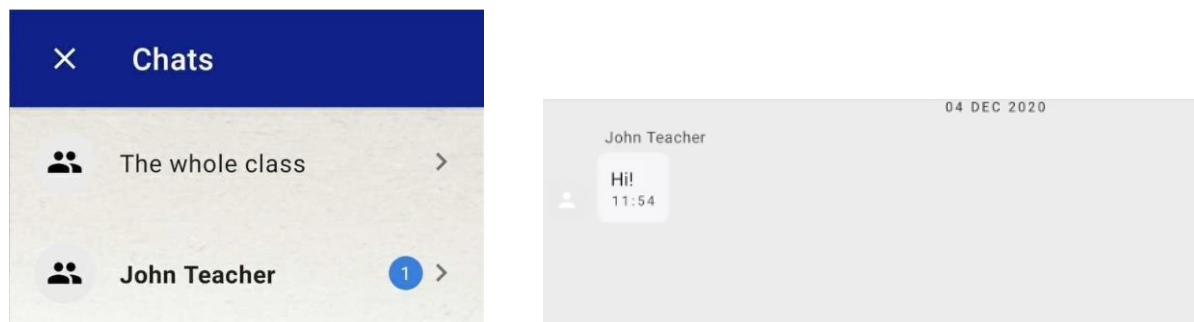 Chats
The whole class
John Teacher
1
04 DEC 2020
John Teacher
Hi!
11:54